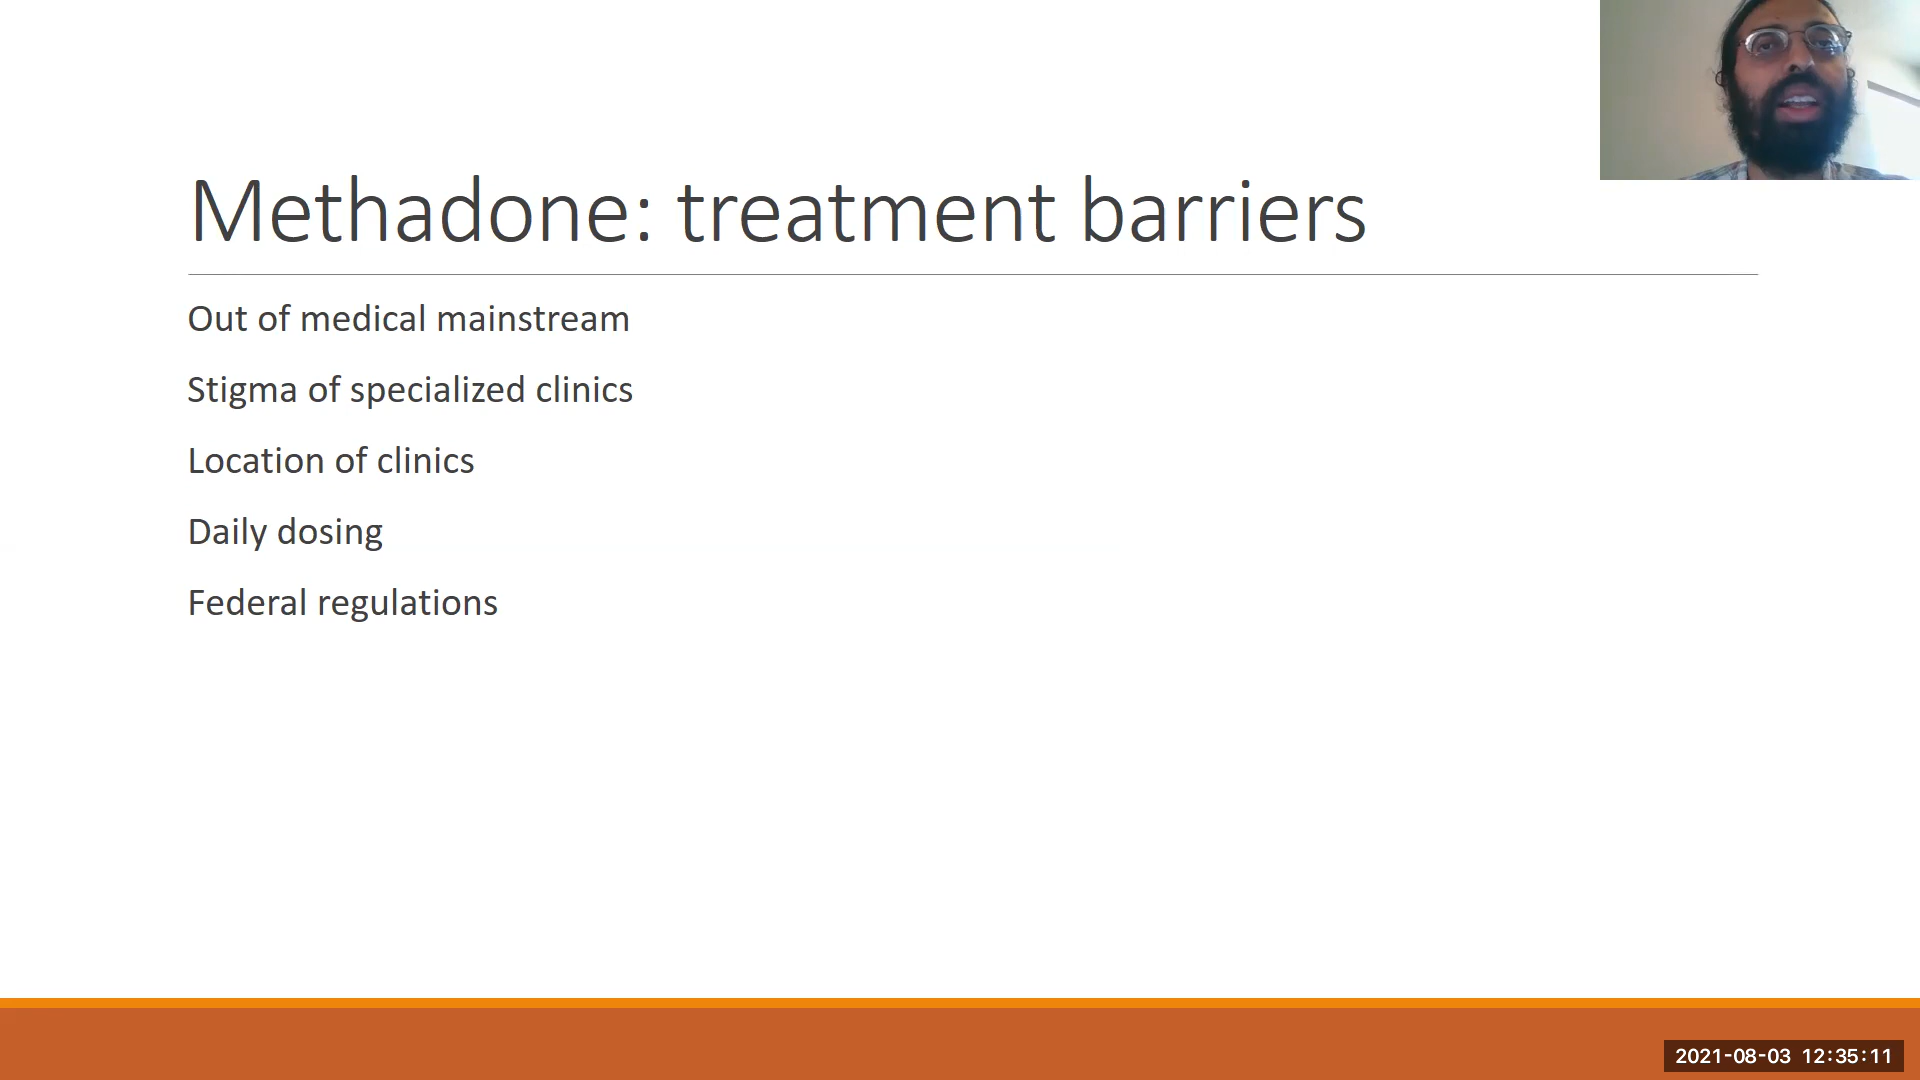 Methadone: treatment barriers
Out of medical mainstream
Stigma of specialized clinics
Location of clinics
Daily dosing
Federal regulations
2021-08-03 12:35:11